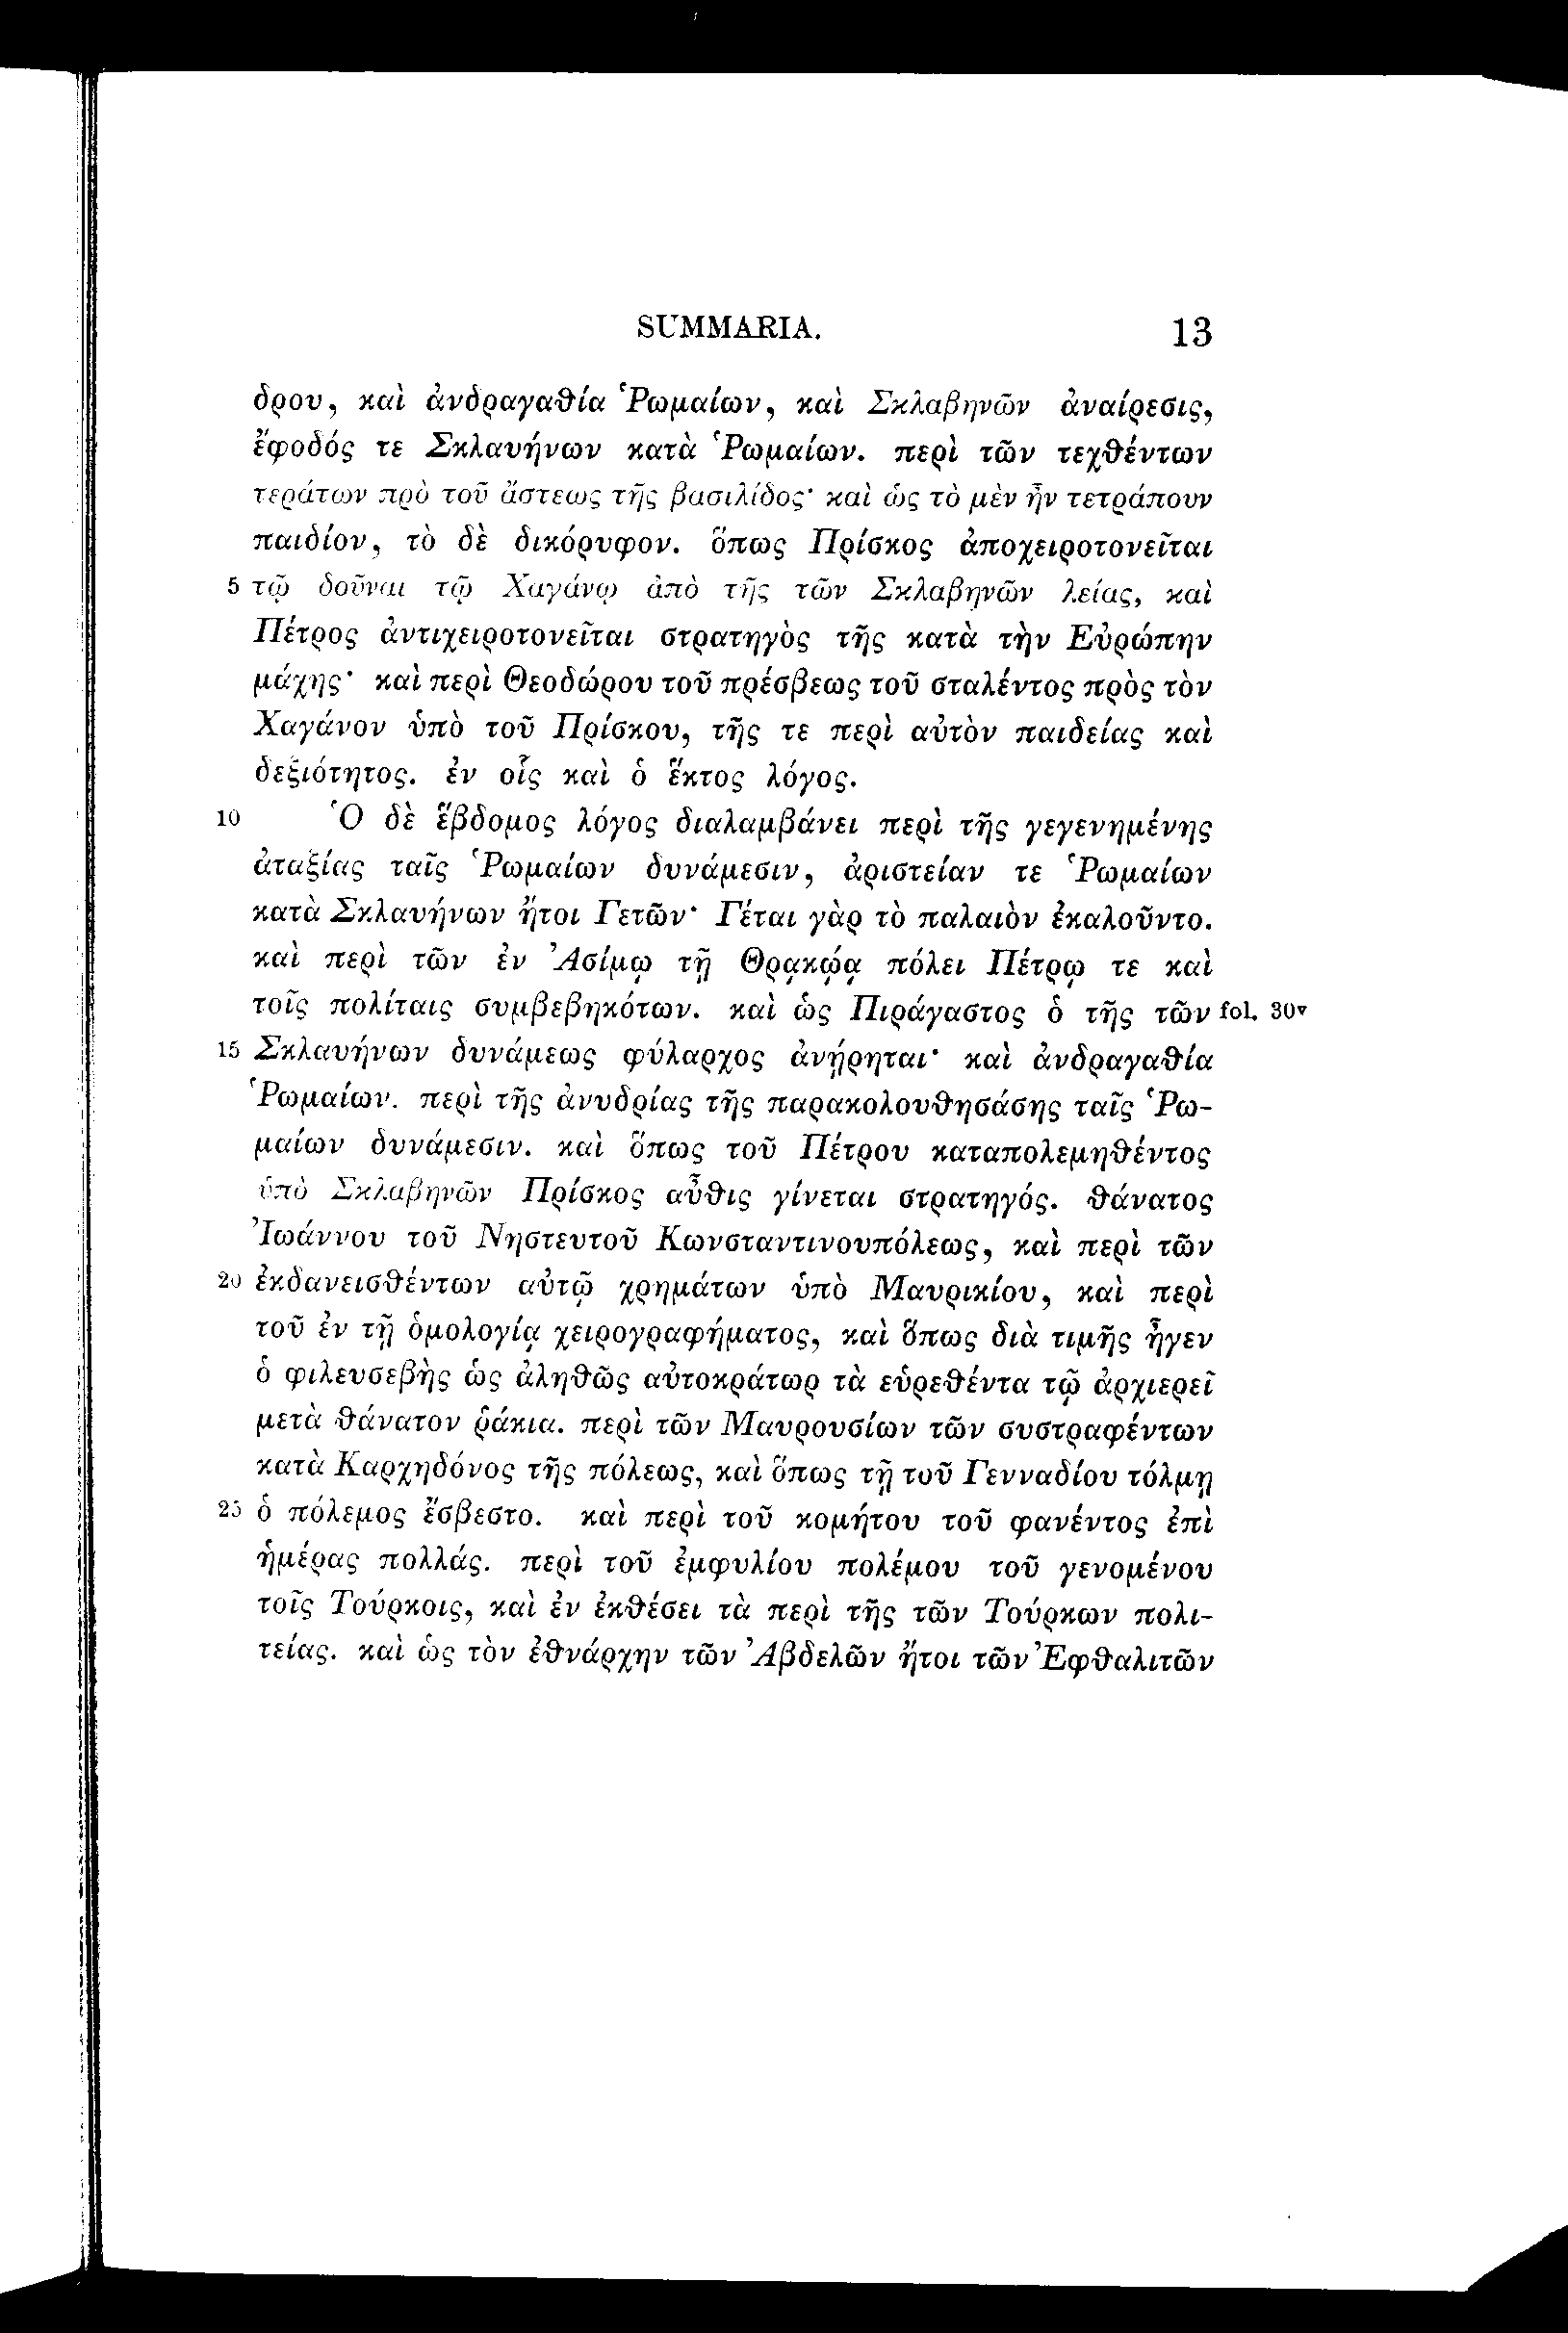 SUMMARIA. 13
δρου, καὶ ἀνδραγαθία Ῥωμαίων, καὶ Σκλαβηνῶν ἀναίρεσις,
ἔφοδός τε Σκλαυήνων κατὰ Ῥωμαίων. περὶ τῶν τεχθέντων
τεράτων πρὸ τοῦ ἄστεως τῆς βασιλίδος· καὶ ὡς τὸ μὲν ἦν τετράπουν
παιδίον, τὸ δὲ δικόρυφον. ὅπως Πρίσκος ἀποχειροτονεῖται
5 τῷ δοῦναι τῷ Χαγάνῳ ἀπὸ τῆς τῶν Σκλαβηνῶν λείας, καὶ
Πέτρος ἀντιχειροτονεῖται στρατηγὸς τῆς κατὰ τὴν Εὐρώπην
μάχης· καὶ περὶ Θεοδώρου τοῦ πρέσβεως τοῦ σταλέντος πρὸς τὸν
Χαγάνον ὑπὸ τοῦ Πρίσκου, τῆς τε περὶ αὐτὸν παιδείας καὶ
δεξιότητος. ἐν οἷς καὶ ὁ ἕκτος λόγος.
10 Ὁ δὲ ἕβδομος λόγος διαλαμβάνει περὶ τῆς γεγενημένης
ἀταξίας ταῖς Ῥωμαίων δυνάμεσιν, ἀριστείαν τε Ῥωμαίων
κατὰ Σκλαυήνων ἤτοι Γετῶν· Γέται γὰρ τὸ παλαιὸν ἐκαλοῦντο.
καὶ περὶ τῶν ἐν Ἀσίμῳ τῇ Θρᾳκῴᾳ πόλει Πέτρῳ τε καὶ
τοῖς πολίταις συμβεβηκότων. καὶ ὡς Πιράγαστος ὁ τῆς τῶν fol. 30v
15 Σκλαυήνων δυνάμεως φύλαρχος ἀνῄρηται· καὶ ἀνδραγαθία
Ῥωμαίων. περὶ τῆς ἀνυδρίας τῆς παρακολουθησάσης ταῖς Ῥω-
μαίων δυνάμεσιν. καὶ ὅπως τοῦ Πέτρου καταπολεμηθέντος
ὑπὸ Σκλαβηνῶν Πρίσκος αὖθις γίνεται στρατηγός. θάνατος
Ἰωάννου τοῦ Νηστευτοῦ Κωνσταντινουπόλεως, καὶ περὶ τῶν
20 ἐκδανεισθέντων αὐτῷ χρημάτων ὑπὸ Μαυρικίου, καὶ περὶ
τοῦ ἐν τῇ ὁμολογίᾳ χειρογραφήματος, καὶ ὅπως διὰ τιμῆς ἦγεν
ὁ φιλευσεβὴς ὡς ἀληθῶς αὐτοκράτωρ τὰ εὑρεθέντα τῷ ἀρχιερεῖ
μετὰ θάνατον ῥάκια. περὶ τῶν Μαυρουσίων τῶν συστραφέντων
κατὰ Καρχηδόνος τῆς πόλεως, καὶ ὅπως τῇ τοῦ Γενναδίου τόλμῃ
25 ὁ πόλεμος ἔσβεστο. καὶ περὶ τοῦ κομήτου τοῦ φανέντος ἐπὶ
ἡμέρας πολλάς. περὶ τοῦ ἐμφυλίου πολέμου τοῦ γενομένου
τοῖς Τούρκοις, καὶ ἐν ἐκθέσει τὰ περὶ τῆς τῶν Τούρκων πολι-
τείας. καὶ ὡς τὸν ἐθνάρχην τῶν Ἀβδελῶν ἤτοι τῶν Ἐφθαλιτῶν